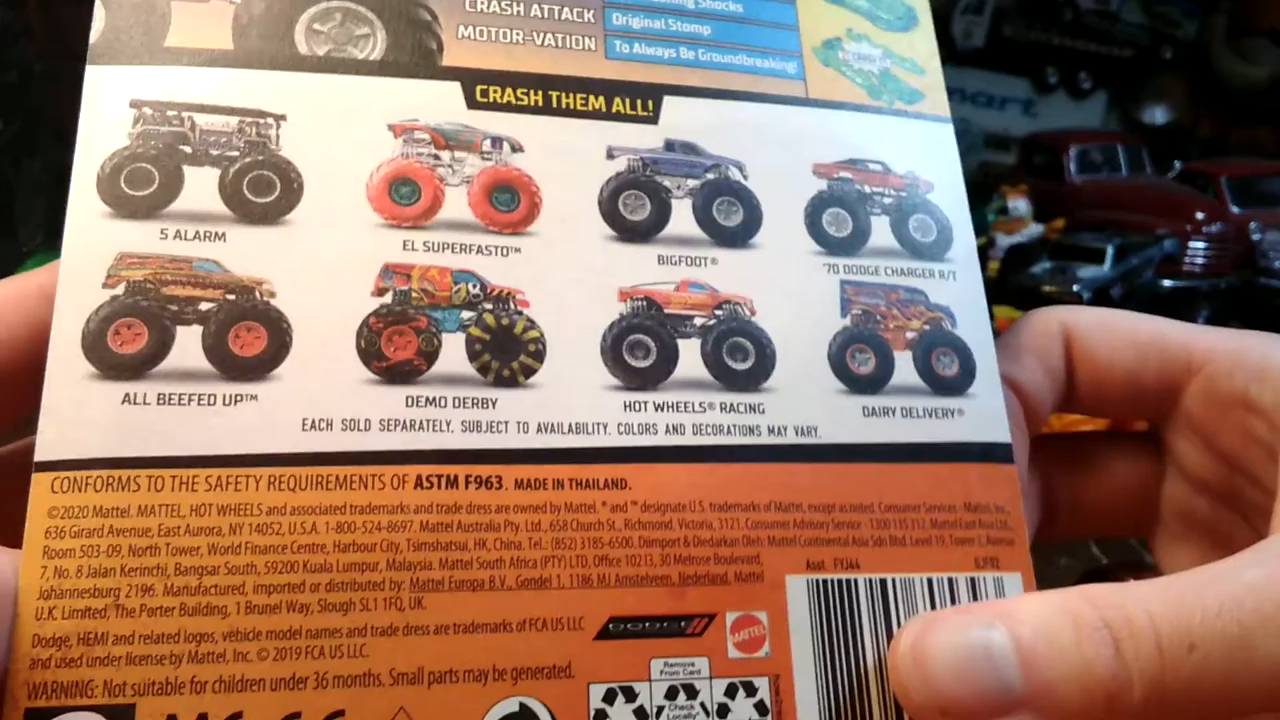 CRASH ATTACK
MOTOR-VATION
Shocks
Original Stomp
To Always Be Groundbreaking!
mart
CRASH THEM ALL!
5 ALARM
EL SUPERFASTO™
BIGFOOT®
'70 DODGE CHARGER R/T
ALL BEEFED UP™
DEMO DERBY
HOT WHEELS® RACING
DAIRY DELIVERY®
EACH SOLD SEPARATELY. SUBJECT TO AVAILABILITY. COLORS AND DECORATIONS MAY VARY.
CONFORMS TO THE SAFETY REQUIREMENTS OF ASTM F963. MADE IN THAILAND.
©2020 Mattel. MATTEL, HOT WHEELS and associated trademarks and trade dress are owned by Mattel. ® and ™ designate U.S. trademarks of Mattel, except as noted. Consumer Services - Mattel, Inc.,
636 Girard Avenue, East Aurora, NY 14052, U.S.A. 1-800-524-8697. Mattel Australia Pty. Ltd., 658 Church St., Richmond, Victoria, 3121. Consumer Advisory Service - 1300 135 312. Mattel East Asia Ltd.,
Room 503-09, North Tower, World Finance Centre, Harbour City, Tsimshatsui, HK, China. Tel.: (852) 3185-6500. Diimport & Diedarkan Oleh: Mattel Continental Asia Sdn Bhd. Level 19, Tower
7, No. 8 Jalan Kerinchi, Bangsar South, 59200 Kuala Lumpur, Malaysia. Mattel South Africa (PTY) LTD, Office 102I3, 30 Melrose Boulevard,
Johannesburg 2196. Manufactured, imported or distributed by: Mattel Europa B.V., Gondel 1, 1186 MJ Amstelveen, Nederland. Mattel
U.K. Limited, The Porter Building, 1 Brunel Way, Slough SL1 1FQ, UK.
Asst. FYJ44
GJF82
Dodge, HEMI and related logos, vehicle model names and trade dress are trademarks of FCA US LLC
and used under license by Mattel, Inc. © 2019 FCA US LLC.
DODGE
MATTEL
WARNING: Not suitable for children under 36 months. Small parts may be generated.
Remove
From Card
Check
Locally*